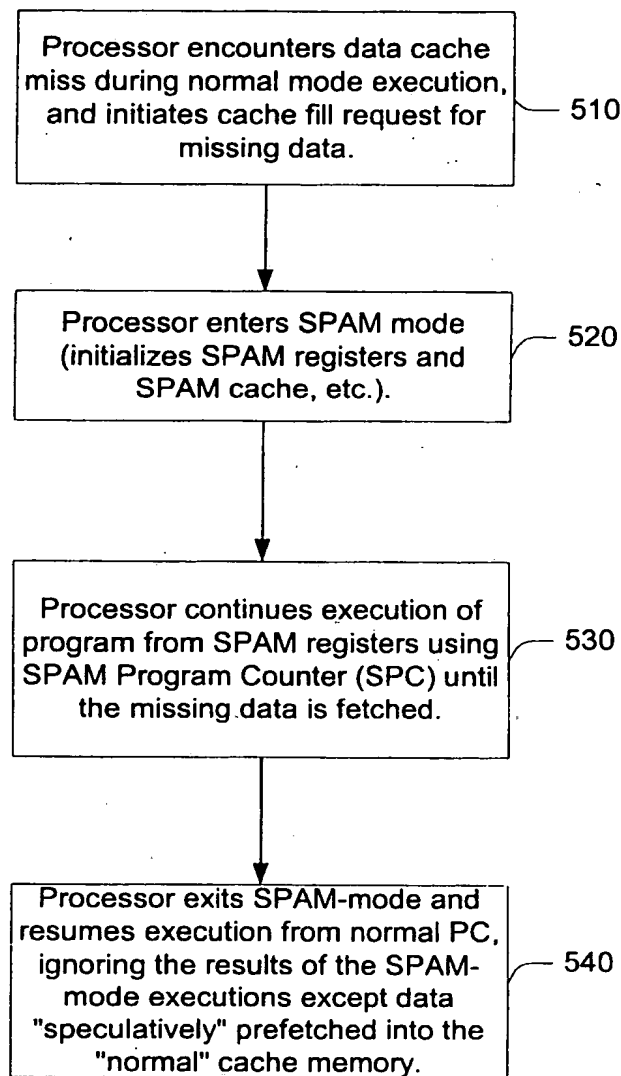 Processor encounters data cache
miss during normal mode execution,
and initiates cache fill request for
missing data.
510
Processor enters SPAM mode
(initializes SPAM registers and
SPAM cache, etc.).
520
Processor continues execution of
program from SPAM registers using
SPAM Program Counter (SPC) until
the missing data is fetched.
530
Processor exits SPAM-mode and
resumes execution from normal PC,
ignoring the results of the SPAM-
mode executions except data
"speculatively" prefetched into the
"normal" cache memory.
540